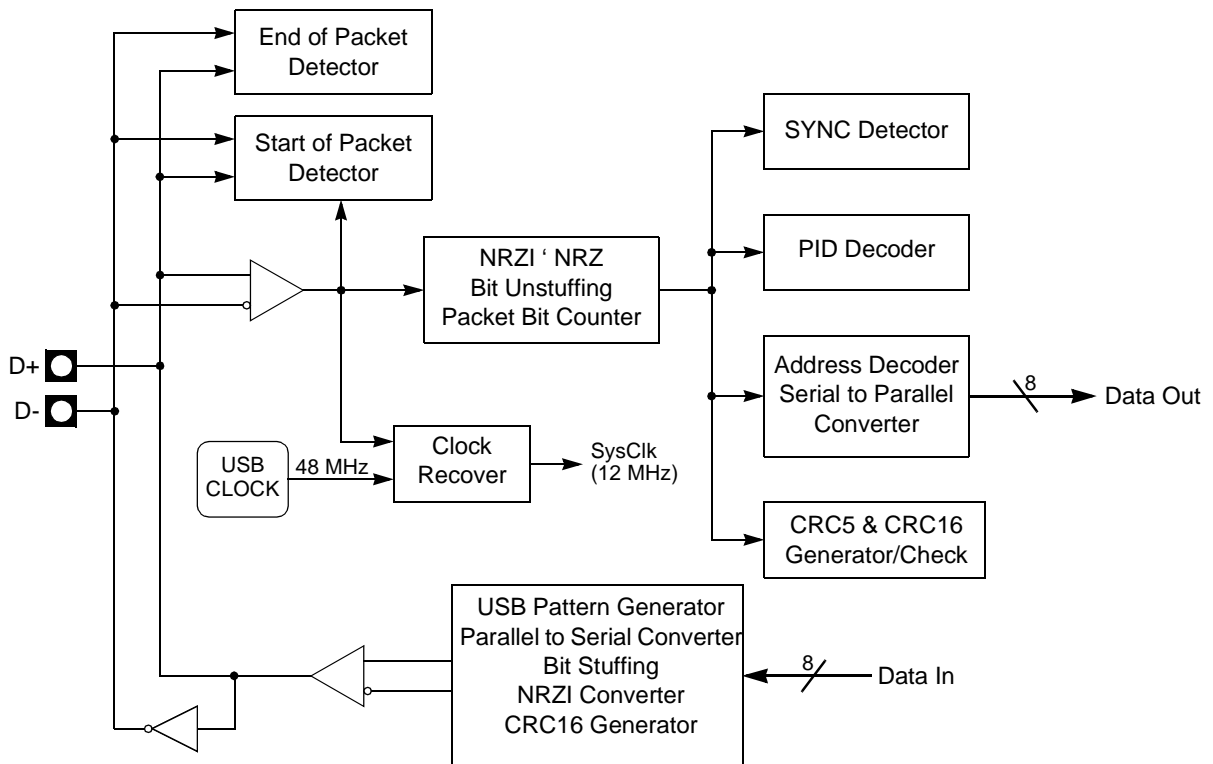 End of Packet
Detector
Start of Packet
Detector
SYNC Detector
PID Decoder
NRZI ‘ NRZ
Bit Unstuffing
Packet Bit Counter
D+
D-
Address Decoder
Serial to Parallel
Converter
8
Data Out
USB
CLOCK
48 MHz
Clock
Recover
SysClk
(12 MHz)
CRC5 & CRC16
Generator/Check
USB Pattern Generator
Parallel to Serial Converter
Bit Stuffing
NRZI Converter
CRC16 Generator
8
Data In